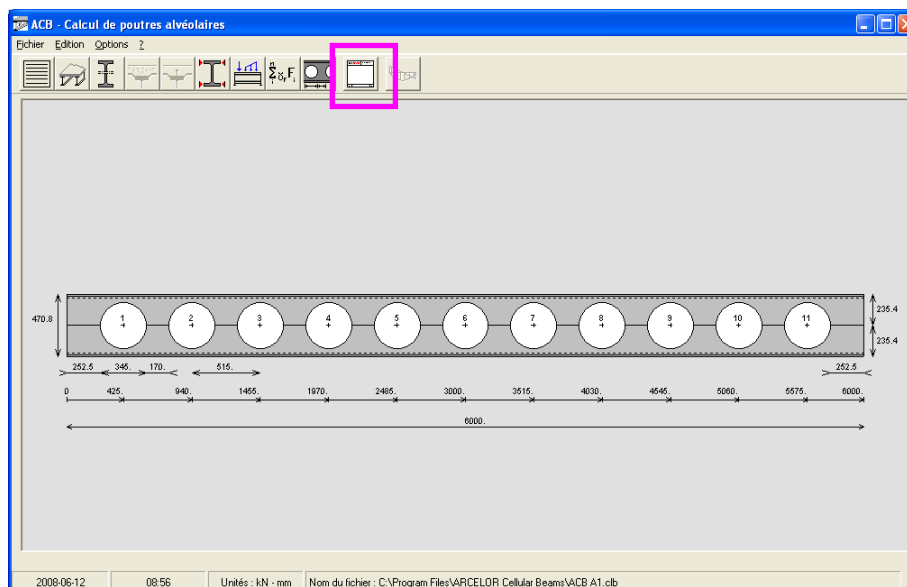 ACB - Calcul de poutres alvéolaires
Fichier Edition Options ?
1 2 3 4 5 6 7 8 9 10 11
470.8
235.4
235.4
252.5 345. 170. 515. 252.5
0 425. 940. 1455. 1970. 2485. 3000. 3515. 4030. 4545. 5060. 5575. 6000.
6000.
2008-06-12 08:56 Unités : kN - mm Nom du fichier : C:\Program Files\ARCELOR Cellular Beams\ACB A1.clb